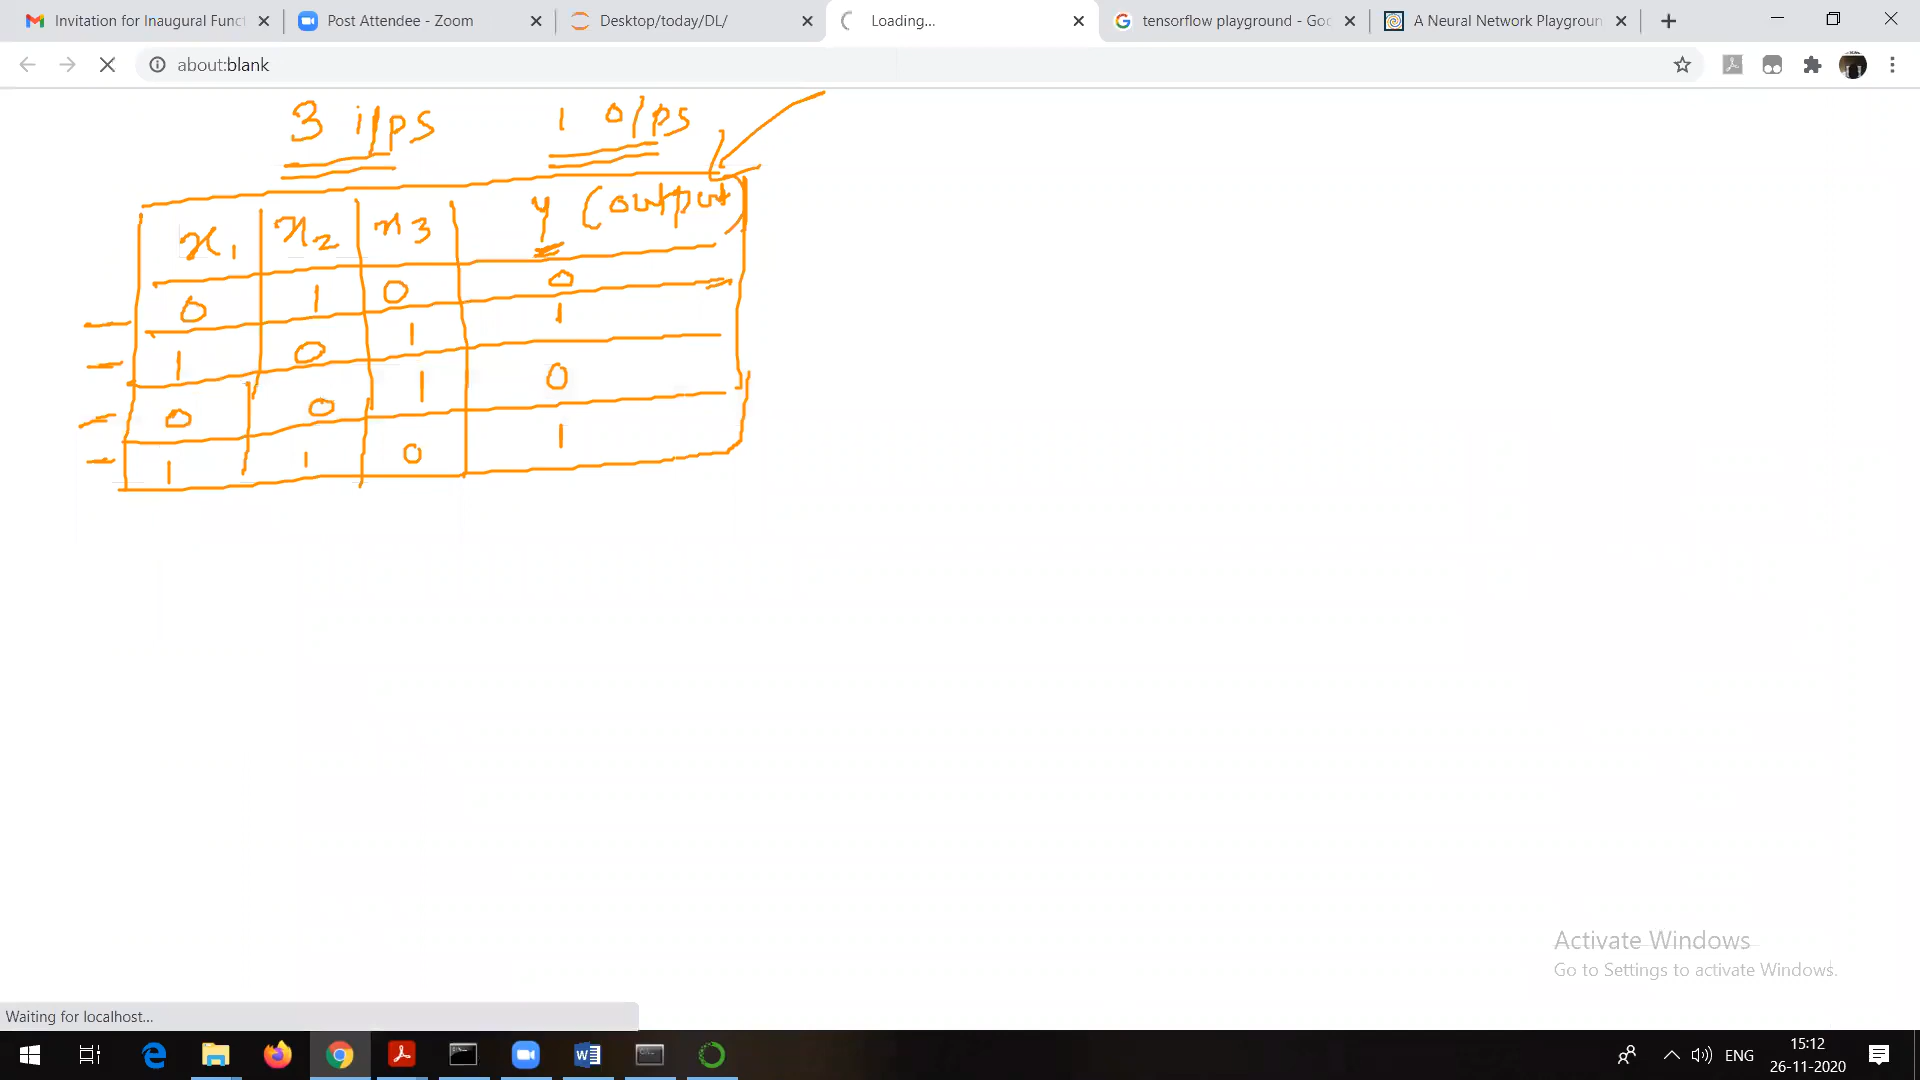 Invitation for Inaugural Func
Post Attendee - Zoom
Desktop/today/DL/
Loading...
tensorflow playground - Goo
A Neural Network Playgroun
about:blank
3 i/ps 1 o/ps
x1 x2 x3 y (output)
0 1 0 0
1 0 1 1
0 0 1 0
1 1 0 1
Activate Windows
Go to Settings to activate Windows.
Waiting for localhost...
ENG
15:12
26-11-2020